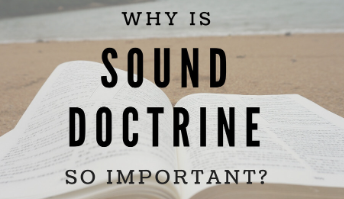 WHY IS
SOUND
DOCTRINE
SO IMPORTANT?